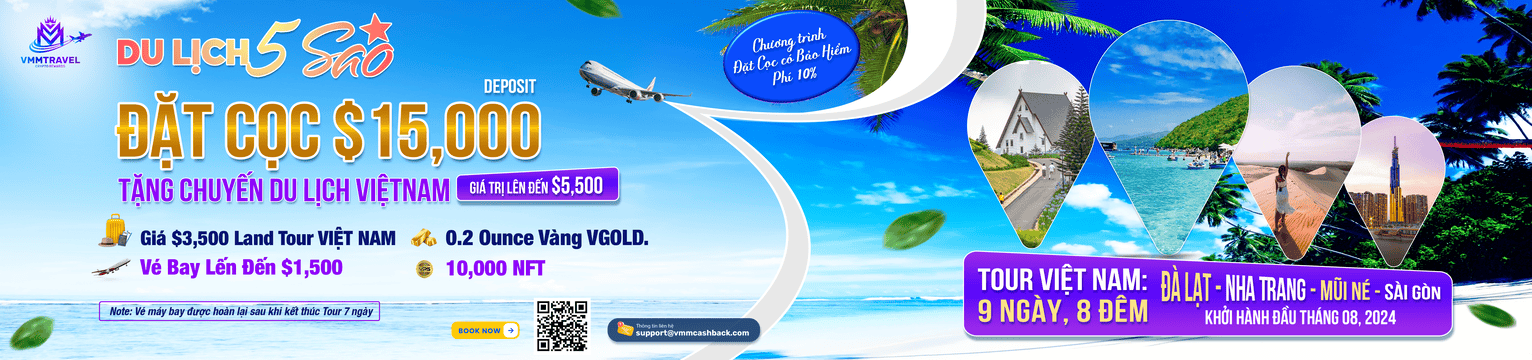 VMMTRAVEL
DU LỊCH 5 Sao
DEPOSIT
ĐẶT CỌC $15,000
TẶNG CHUYẾN DU LỊCH VIỆTNAM
GIÁ TRỊ LÊN ĐẾN $5,500
Giá $3,500 Land Tour VIỆT NAM
0.2 Ounce Vàng VGOLD.
Vé Bay Lến Đến $1,500
10,000 NFT
Note: Vé máy bay được hoàn lại sau khi kết thúc Tour 7 ngày
BOOK NOW
Thông tin liên hệ
support@vmmcashback.com
Chương trình
Đặt Cọc có Bảo Hiểm
Phí 10%
TOUR VIỆT NAM:
9 NGÀY, 8 ĐÊM
ĐÀ LẠT - NHA TRANG - MŨI NÉ - SÀI GÒN
KHỞI HÀNH ĐẦU THÁNG 08, 2024